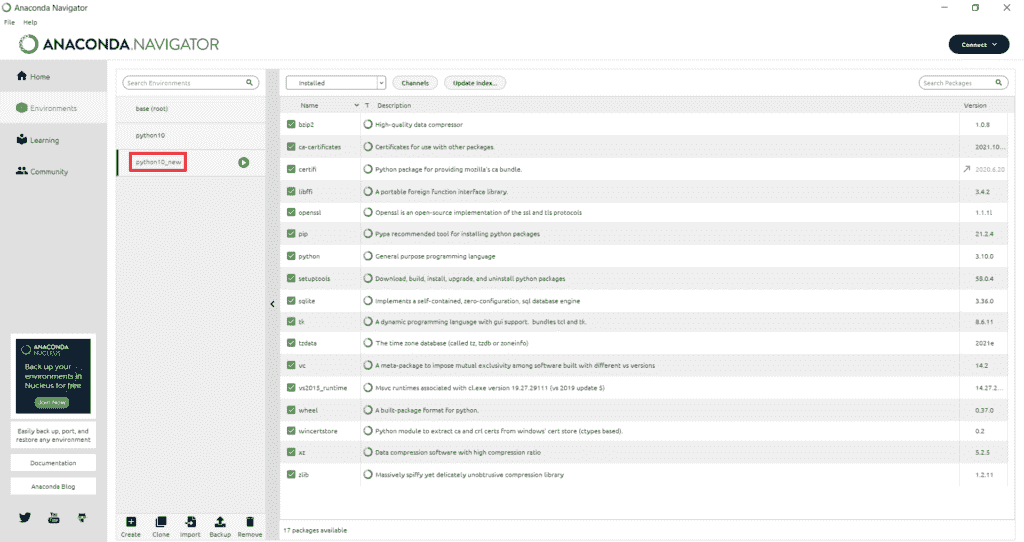 Anaconda Navigator
File Help
ANACONDA.NAVIGATOR
Connect
Home
Environments
Learning
Community
ANACONDA
NUCLEUS
Back up your
environments in
Nucleus for free
Join Now
Easily back up, port, and
restore any environment
Documentation
Anaconda Blog
Search Environments
base (root)
python10
python10_new
Create Clone Import Backup Remove
Installed Channels Update index... Search Packages
Name T Description Version
bzip2 High-quality data compressor 1.0.8
ca-certificates Certificates for use with other packages. 2021.10...
certifi Python package for providing mozilla's ca bundle. 2020.6.20
libffi A portable foreign function interface library. 3.4.2
openssl Openssl is an open-source implementation of the ssl and tls protocols 1.1.1l
pip Pypa recommended tool for installing python packages 21.2.4
python General purpose programming language 3.10.0
setuptools Download, build, install, upgrade, and uninstall python packages 58.0.4
sqlite Implements a self-contained, zero-configuration, sql database engine 3.36.0
tk A dynamic programming language with gui support. bundles tcl and tk. 8.6.11
tzdata The time zone database (called tz, tzdb or zoneinfo) 2021e
vc A meta-package to impose mutual exclusivity among software built with different vs versions 14.2
vs2015_runtime Msvc runtimes associated with cl.exe version 19.27.29111 (vs 2019 update 5) 14.27.2...
wheel A built-package format for python. 0.37.0
wincertstore Python module to extract ca and crl certs from windows' cert store (ctypes based). 0.2
xz Data compression software with high compression ratio 5.2.5
zlib Massively spiffy yet delicately unobtrusive compression library 1.2.11
17 packages available